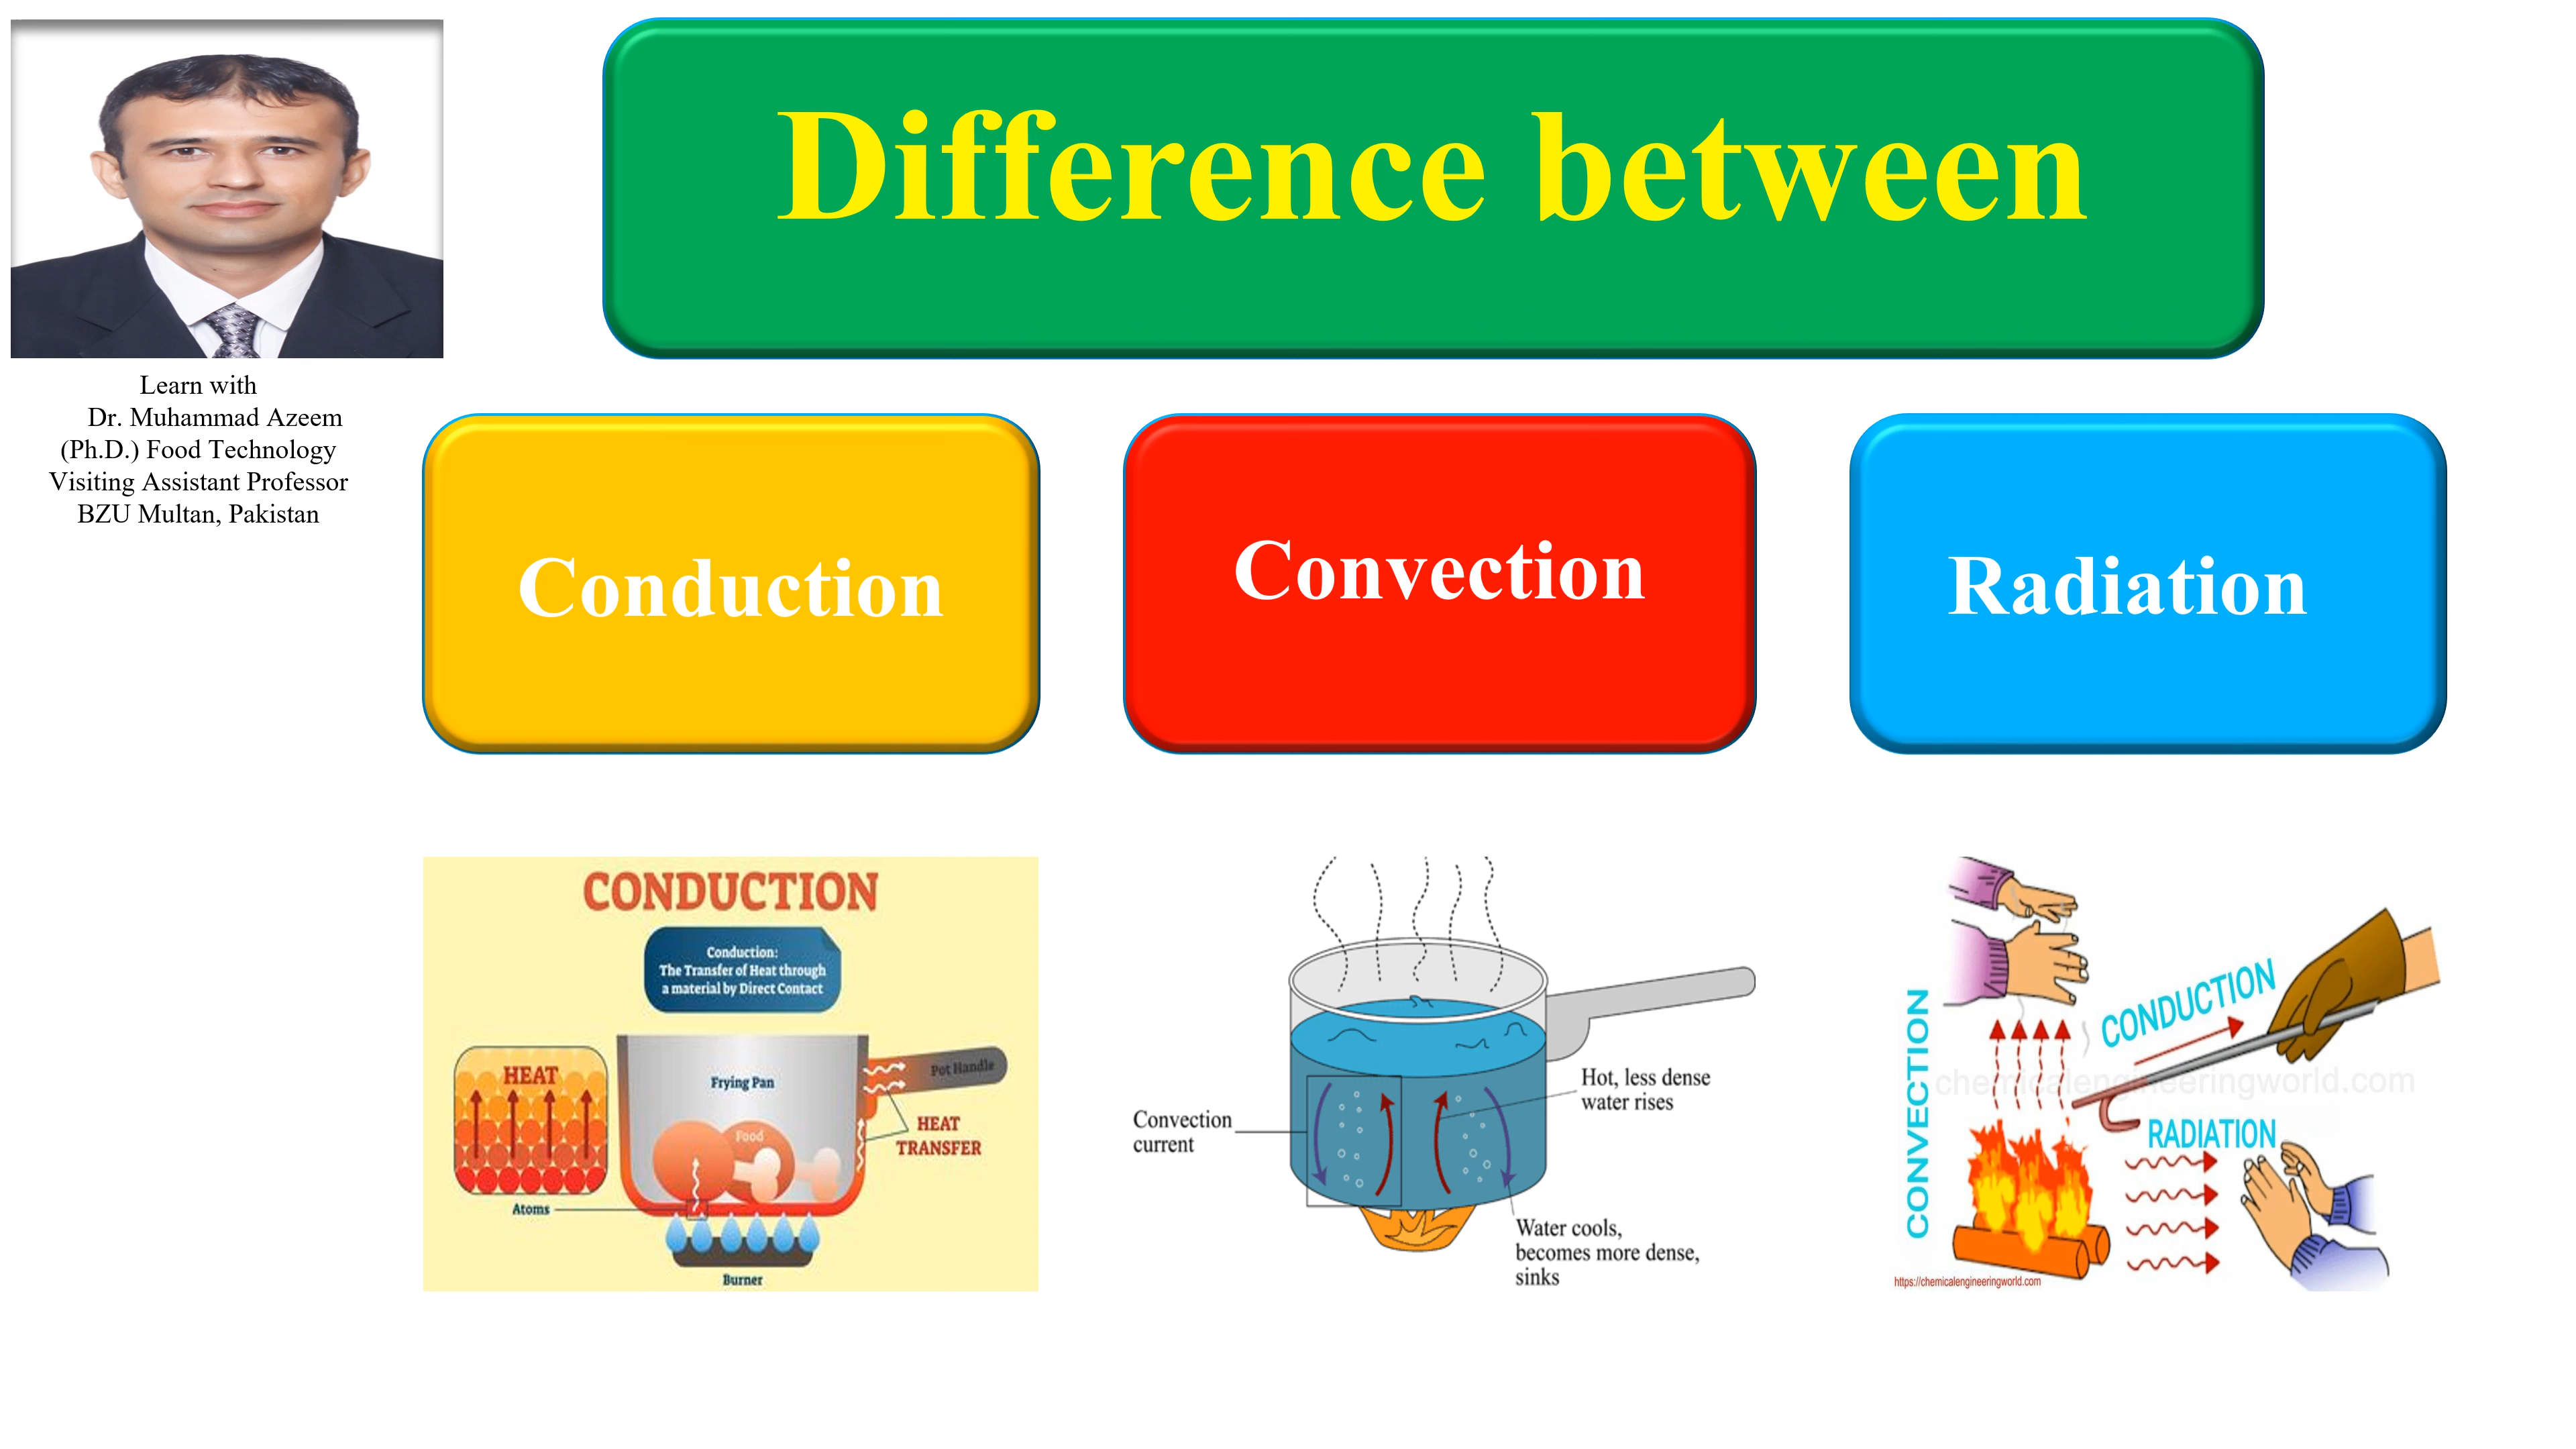 Difference between
Learn with
Dr. Muhammad Azeem
(Ph.D.) Food Technology
Visiting Assistant Professor
BZU Multan, Pakistan
Conduction
Convection
Radiation
CONDUCTION
Conduction:
The Transfer of Heat through
a material by Direct Contact
HEAT
Frying Pan
Pot Handle
Food
HEAT
TRANSFER
Atoms
Burner
Convection
current
Hot, less dense
water rises
Water cools,
becomes more dense,
sinks
CONVECTION
CONDUCTION
chemicalengineeringworld.com
RADIATION
https://chemicalengineeringworld.com